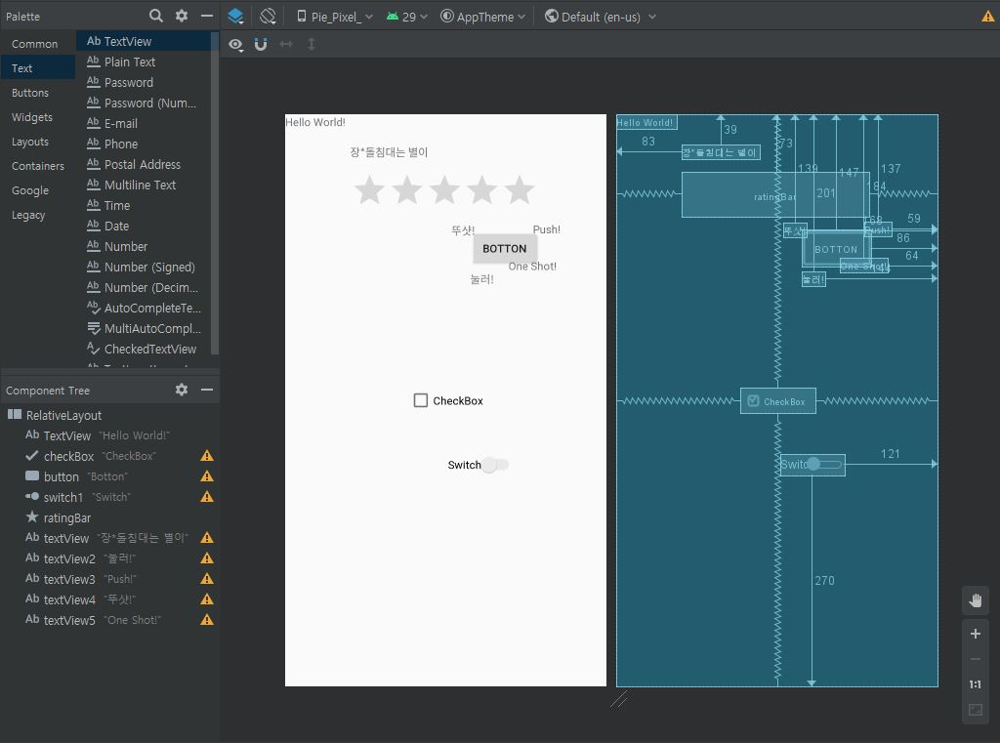 Palette
Pie_Pixel_
29
AppTheme
Default (en-us)
Common
Text
Buttons
Widgets
Layouts
Containers
Google
Legacy
Ab TextView
Ab Plain Text
Ab Password
Ab Password (Num...
Ab E-mail
Ab Phone
Ab Postal Address
Ab Multiline Text
Ab Time
Ab Date
Ab Number
Ab Number (Signed)
Ab Number (Decim...
AutoCompleteTe...
MultiAutoCompl...
CheckedTextView
Component Tree
RelativeLayout
Ab TextView "Hello World!"
checkBox "CheckBox"
button "Botton"
switch1 "Switch"
ratingBar
Ab textView "장*돌침대는 별이"
Ab textView2 "눌러!"
Ab textView3 "Push!"
Ab textView4 "뚜샷!"
Ab textView5 "One Shot!"
Hello World!
장*돌침대는 별이
뚜샷!
Push!
BOTTON
One Shot!
눌러!
CheckBox
Switch
Hello World!
39
83
73
장*돌침대는 별이
139
147
137
184
201
ratingBar
168
59
뚜샷!
Push!
86
BOTTON
64
One Shot!
44
눌러!
CheckBox
121
Switc
270
1:1